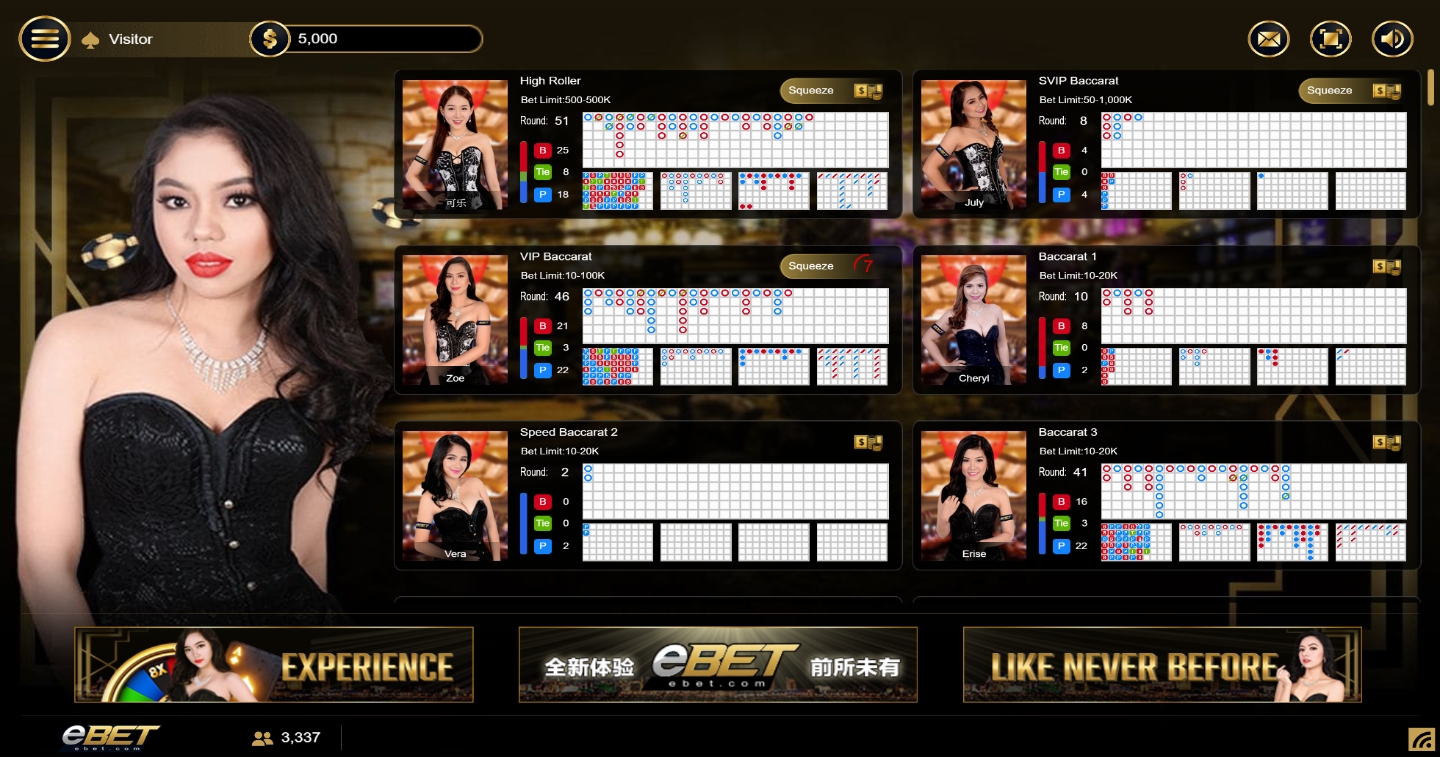 Visitor
5,000
High Roller
Bet Limit:500-500K
Squeeze
Round: 51
B 25
Tie 8
P 18
可乐
SVIP Baccarat
Bet Limit:50-1,000K
Squeeze
Round: 8
B 4
Tie 0
P 4
July
VIP Baccarat
Bet Limit:10-100K
Squeeze 7
Round: 46
B 21
Tie 3
P 22
Zoe
Baccarat 1
Bet Limit:10-20K
Round: 10
B 8
Tie 0
P 2
Cheryl
Speed Baccarat 2
Bet Limit:10-20K
Round: 2
B 0
Tie 0
P 2
Vera
Baccarat 3
Bet Limit:10-20K
Round: 41
B 16
Tie 3
P 22
Erise
8X
EXPERIENCE
全新体验 eBET 前所未有
ebet.com
LIKE NEVER BEFORE
eBET
ebet.com
3,337